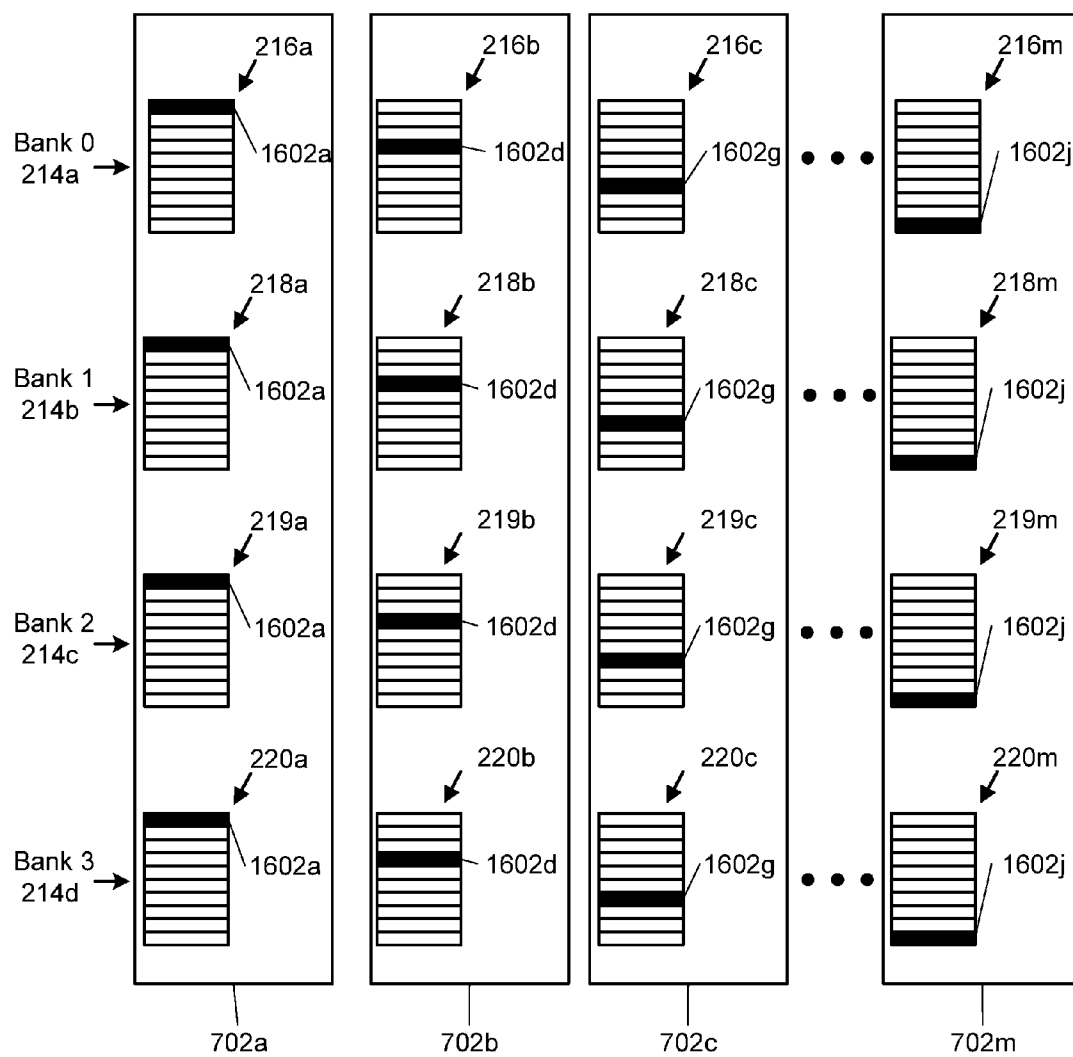 216a 216b 216c 216m
Bank 0
214a
1602a 1602d 1602g 1602j
218a 218b 218c 218m
Bank 1
214b
1602a 1602d 1602g 1602j
219a 219b 219c 219m
Bank 2
214c
1602a 1602d 1602g 1602j
220a 220b 220c 220m
Bank 3
214d
1602a 1602d 1602g 1602j
702a 702b 702c 702m